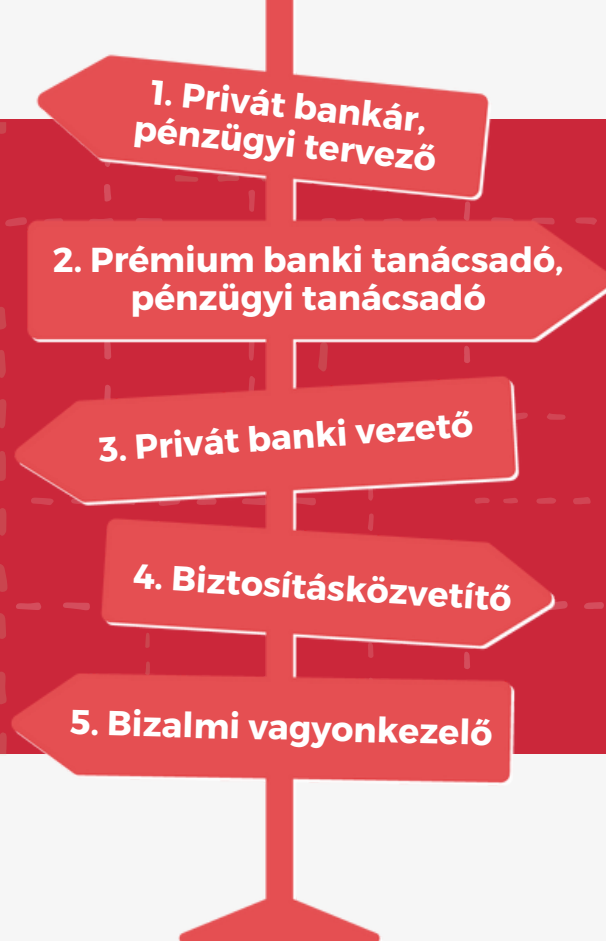 1. Privát bankár,
pénzügyi tervező
2. Prémium banki tanácsadó,
pénzügyi tanácsadó
3. Privát banki vezető
4. Biztosításközvetítő
5. Bizalmi vagyonkezelő